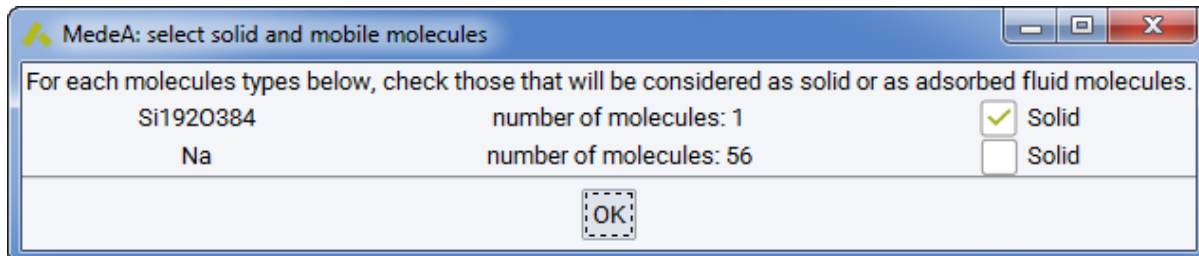 MedeA: select solid and mobile molecules
For each molecules types below, check those that will be considered as solid or as adsorbed fluid molecules.
Si192O384 number of molecules: 1 Solid
Na number of molecules: 56 Solid
OK